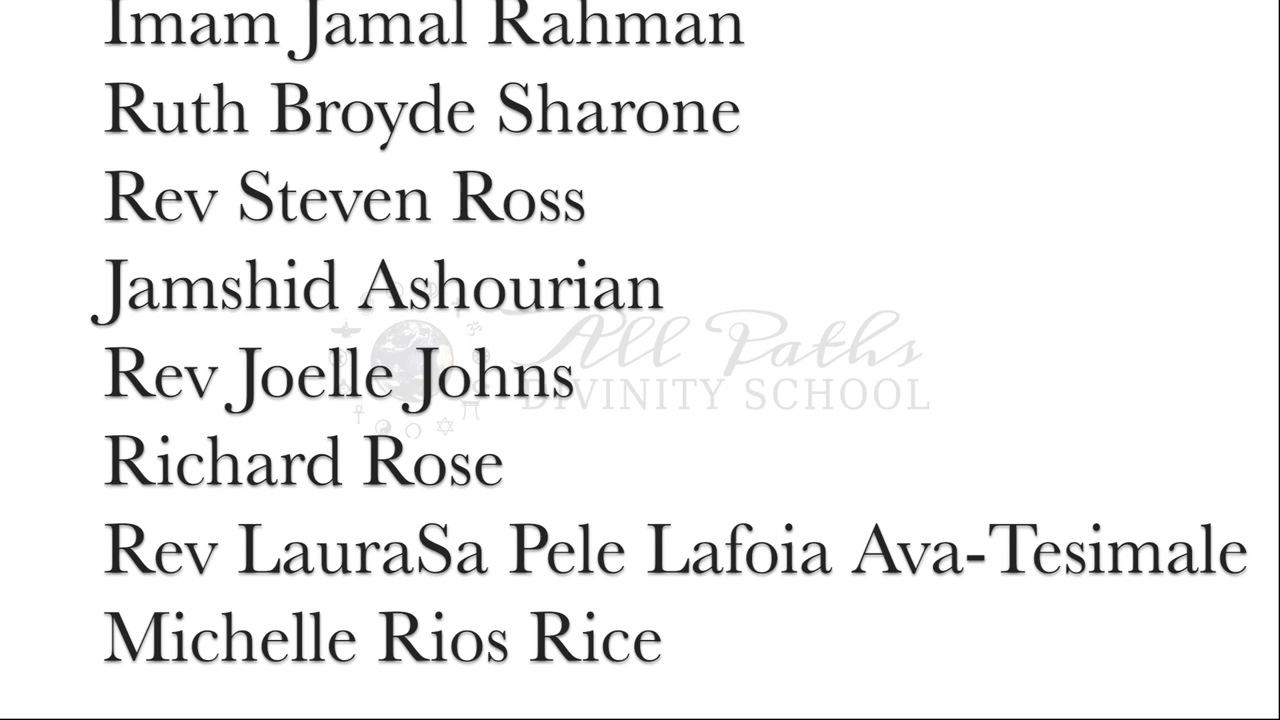 Imam Jamal Rahman
Ruth Broyde Sharone
Rev Steven Ross
Jamshid Ashourian
All Paths
Rev Joelle Johns
DIVINITY SCHOOL
Richard Rose
Rev LauraSa Pele Lafoia Ava-Tesimale
Michelle Rios Rice